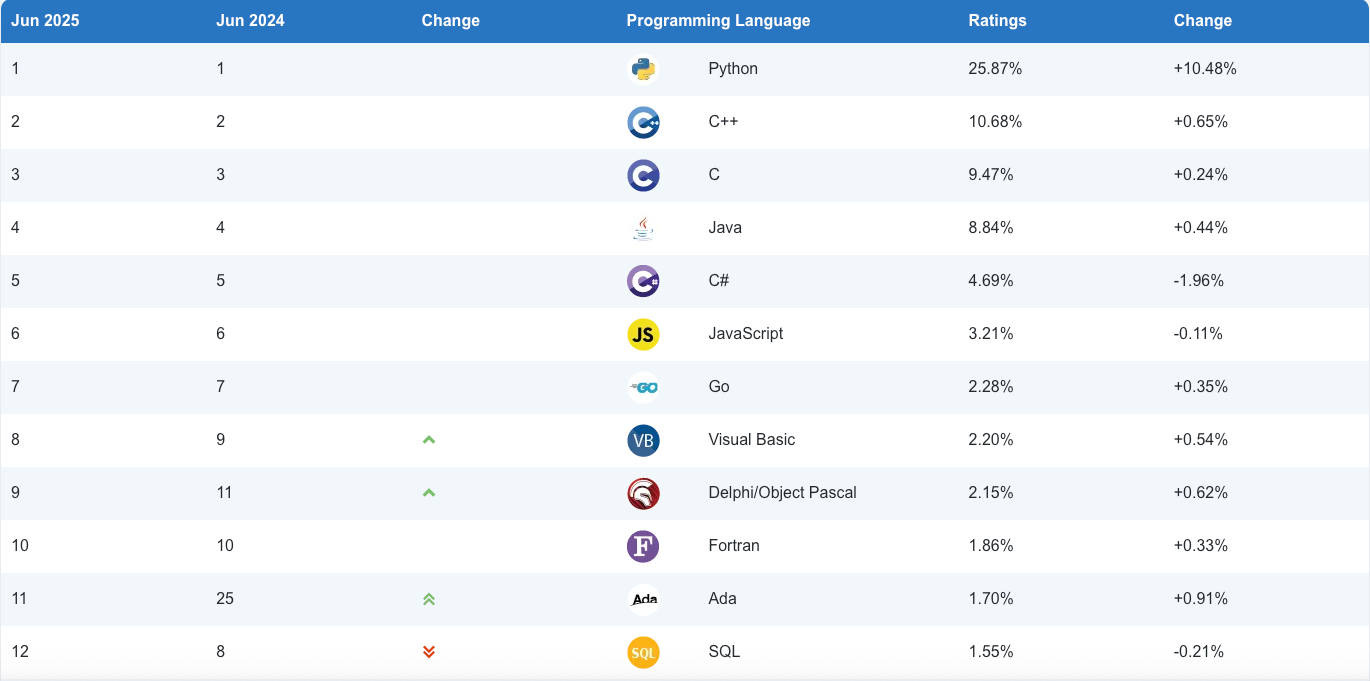 Jun 2025 Jun 2024 Change Programming Language Ratings Change
1 1 Python 25.87% +10.48%
2 2 C++ C++ 10.68% +0.65%
3 3 C C 9.47% +0.24%
4 4 Java 8.84% +0.44%
5 5 C# C# 4.69% -1.96%
6 6 JS JavaScript 3.21% -0.11%
7 7 GO Go 2.28% +0.35%
8 9 VB Visual Basic 2.20% +0.54%
9 11 Delphi/Object Pascal 2.15% +0.62%
10 10 F Fortran 1.86% +0.33%
11 25 Ada Ada 1.70% +0.91%
12 8 SQL SQL 1.55% -0.21%